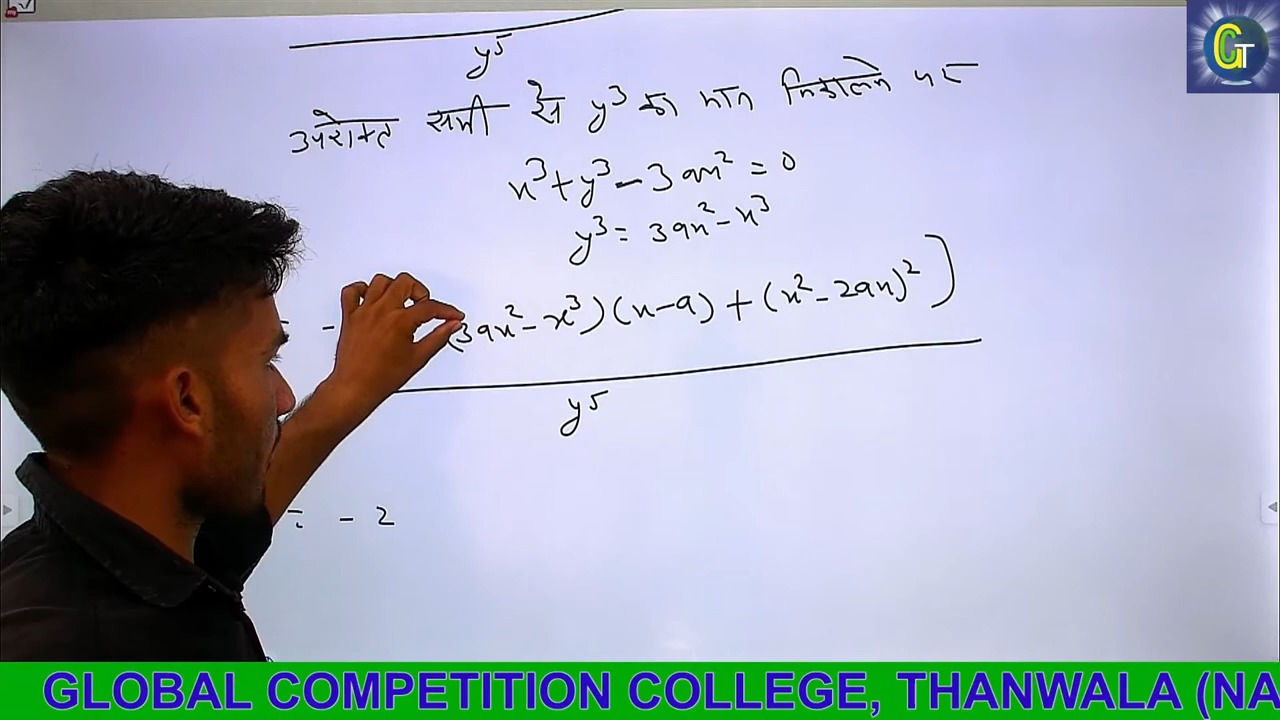 y⁵
उपरोक्त समी से y³ का मान निकालने पर
x³+y³-3ax²=0
y³= 3ax²-x³
= - (3ax²-x³)(x-a)+(x²-2ax)²)
y⁵
= - 2
GLOBAL COMPETITION COLLEGE, THANWALA (NA
GT